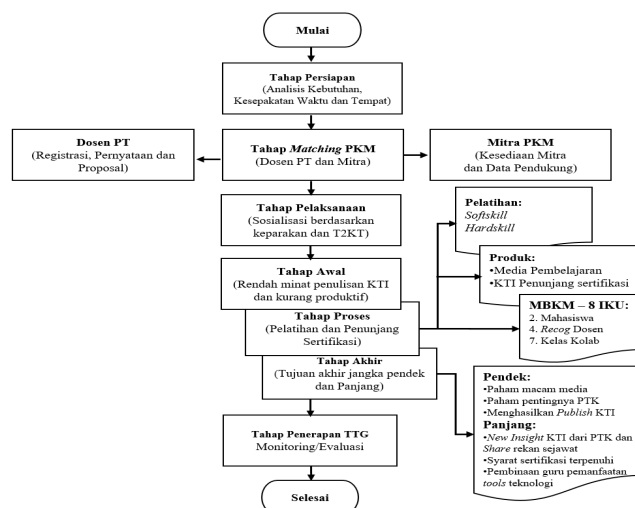 Mulai
Tahap Persiapan
(Analisis Kebutuhan,
Kesepakatan Waktu dan Tempat)
Dosen PT
(Registrasi, Pernyataan dan
Proposal)
Tahap Matching PKM
(Dosen PT dan Mitra)
Mitra PKM
(Kesediaan Mitra
dan Data Pendukung)
Tahap Pelaksanaan
(Sosialisasi berdasarkan
keparakan dan T2KT)
Pelatihan:
Softskill
Hardskill
Tahap Awal
(Rendah minat penulisan KTI
dan kurang produktif)
Produk:
•Media Pembelajaran
•KTI Penunjang sertifikasi
Tahap Proses
(Pelatihan dan Penunjang
Sertifikasi)
MBKM – 8 IKU:
2. Mahasiswa
4. Recog Dosen
7. Kelas Kolab
Tahap Akhir
(Tujuan akhir jangka pendek
dan Panjang)
Pendek:
•Paham macam media
•Paham pentingnya PTK
•Menghasilkan Publish KTI
Panjang:
•New Insight KTI dari PTK dan
Share rekan sejawat
•Syarat sertifikasi terpenuhi
•Pembinaan guru pemanfaatan
tools teknologi
Tahap Penerapan TTG
Monitoring/Evaluasi
Selesai